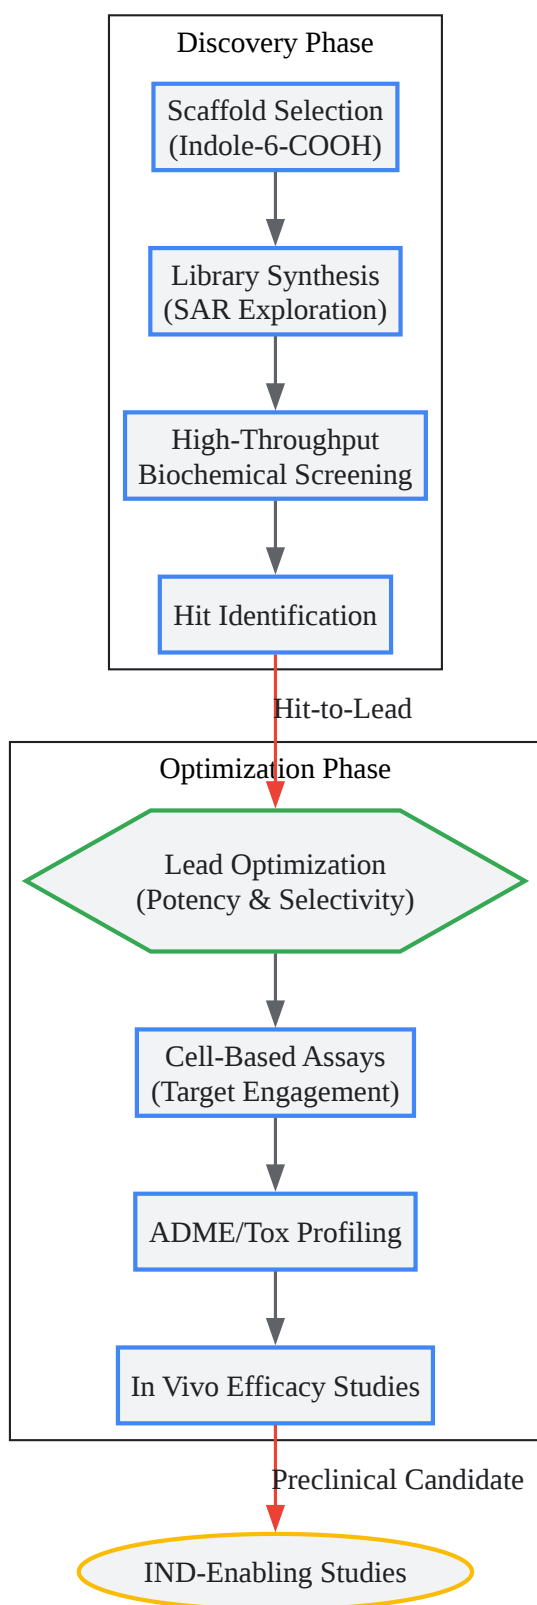 Discovery Phase
Scaffold Selection
(Indole-6-COOH)
Library Synthesis
(SAR Exploration)
High-Throughput
Biochemical Screening
Hit Identification
Hit-to-Lead
Optimization Phase
Lead Optimization
(Potency & Selectivity)
Cell-Based Assays
(Target Engagement)
ADME/Tox Profiling
In Vivo Efficacy Studies
Preclinical Candidate
IND-Enabling Studies